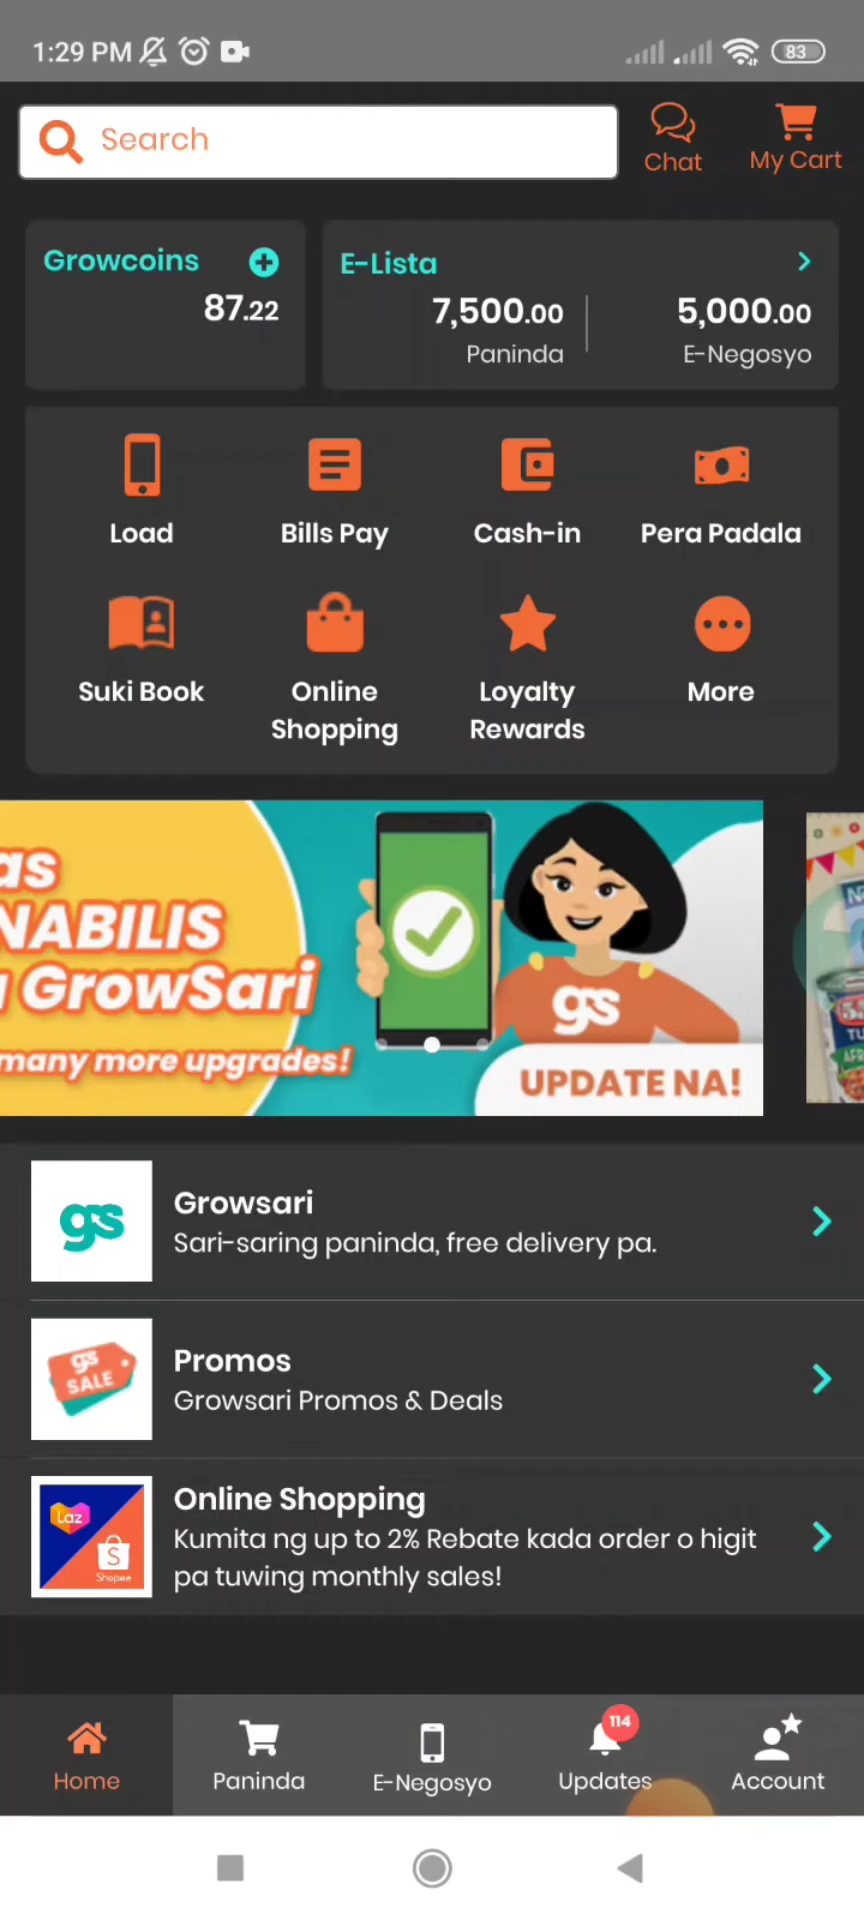 1:29 PM
83
Search
Chat
My Cart
Growcoins
87.22
E-Lista
7,500.00
Paninda
5,000.00
E-Negosyo
Load
Bills Pay
Cash-in
Pera Padala
Suki Book
Online
Shopping
Loyalty
Rewards
More
as
NABILIS
GrowSari
many more upgrades!
gs
UPDATE NA!
gs
Growsari
Sari-saring paninda, free delivery pa.
gs
SALE
Promos
Growsari Promos & Deals
Laz
S
Shopee
Online Shopping
Kumita ng up to 2% Rebate kada order o higit
pa tuwing monthly sales!
Home
Paninda
E-Negosyo
114
Updates
Account